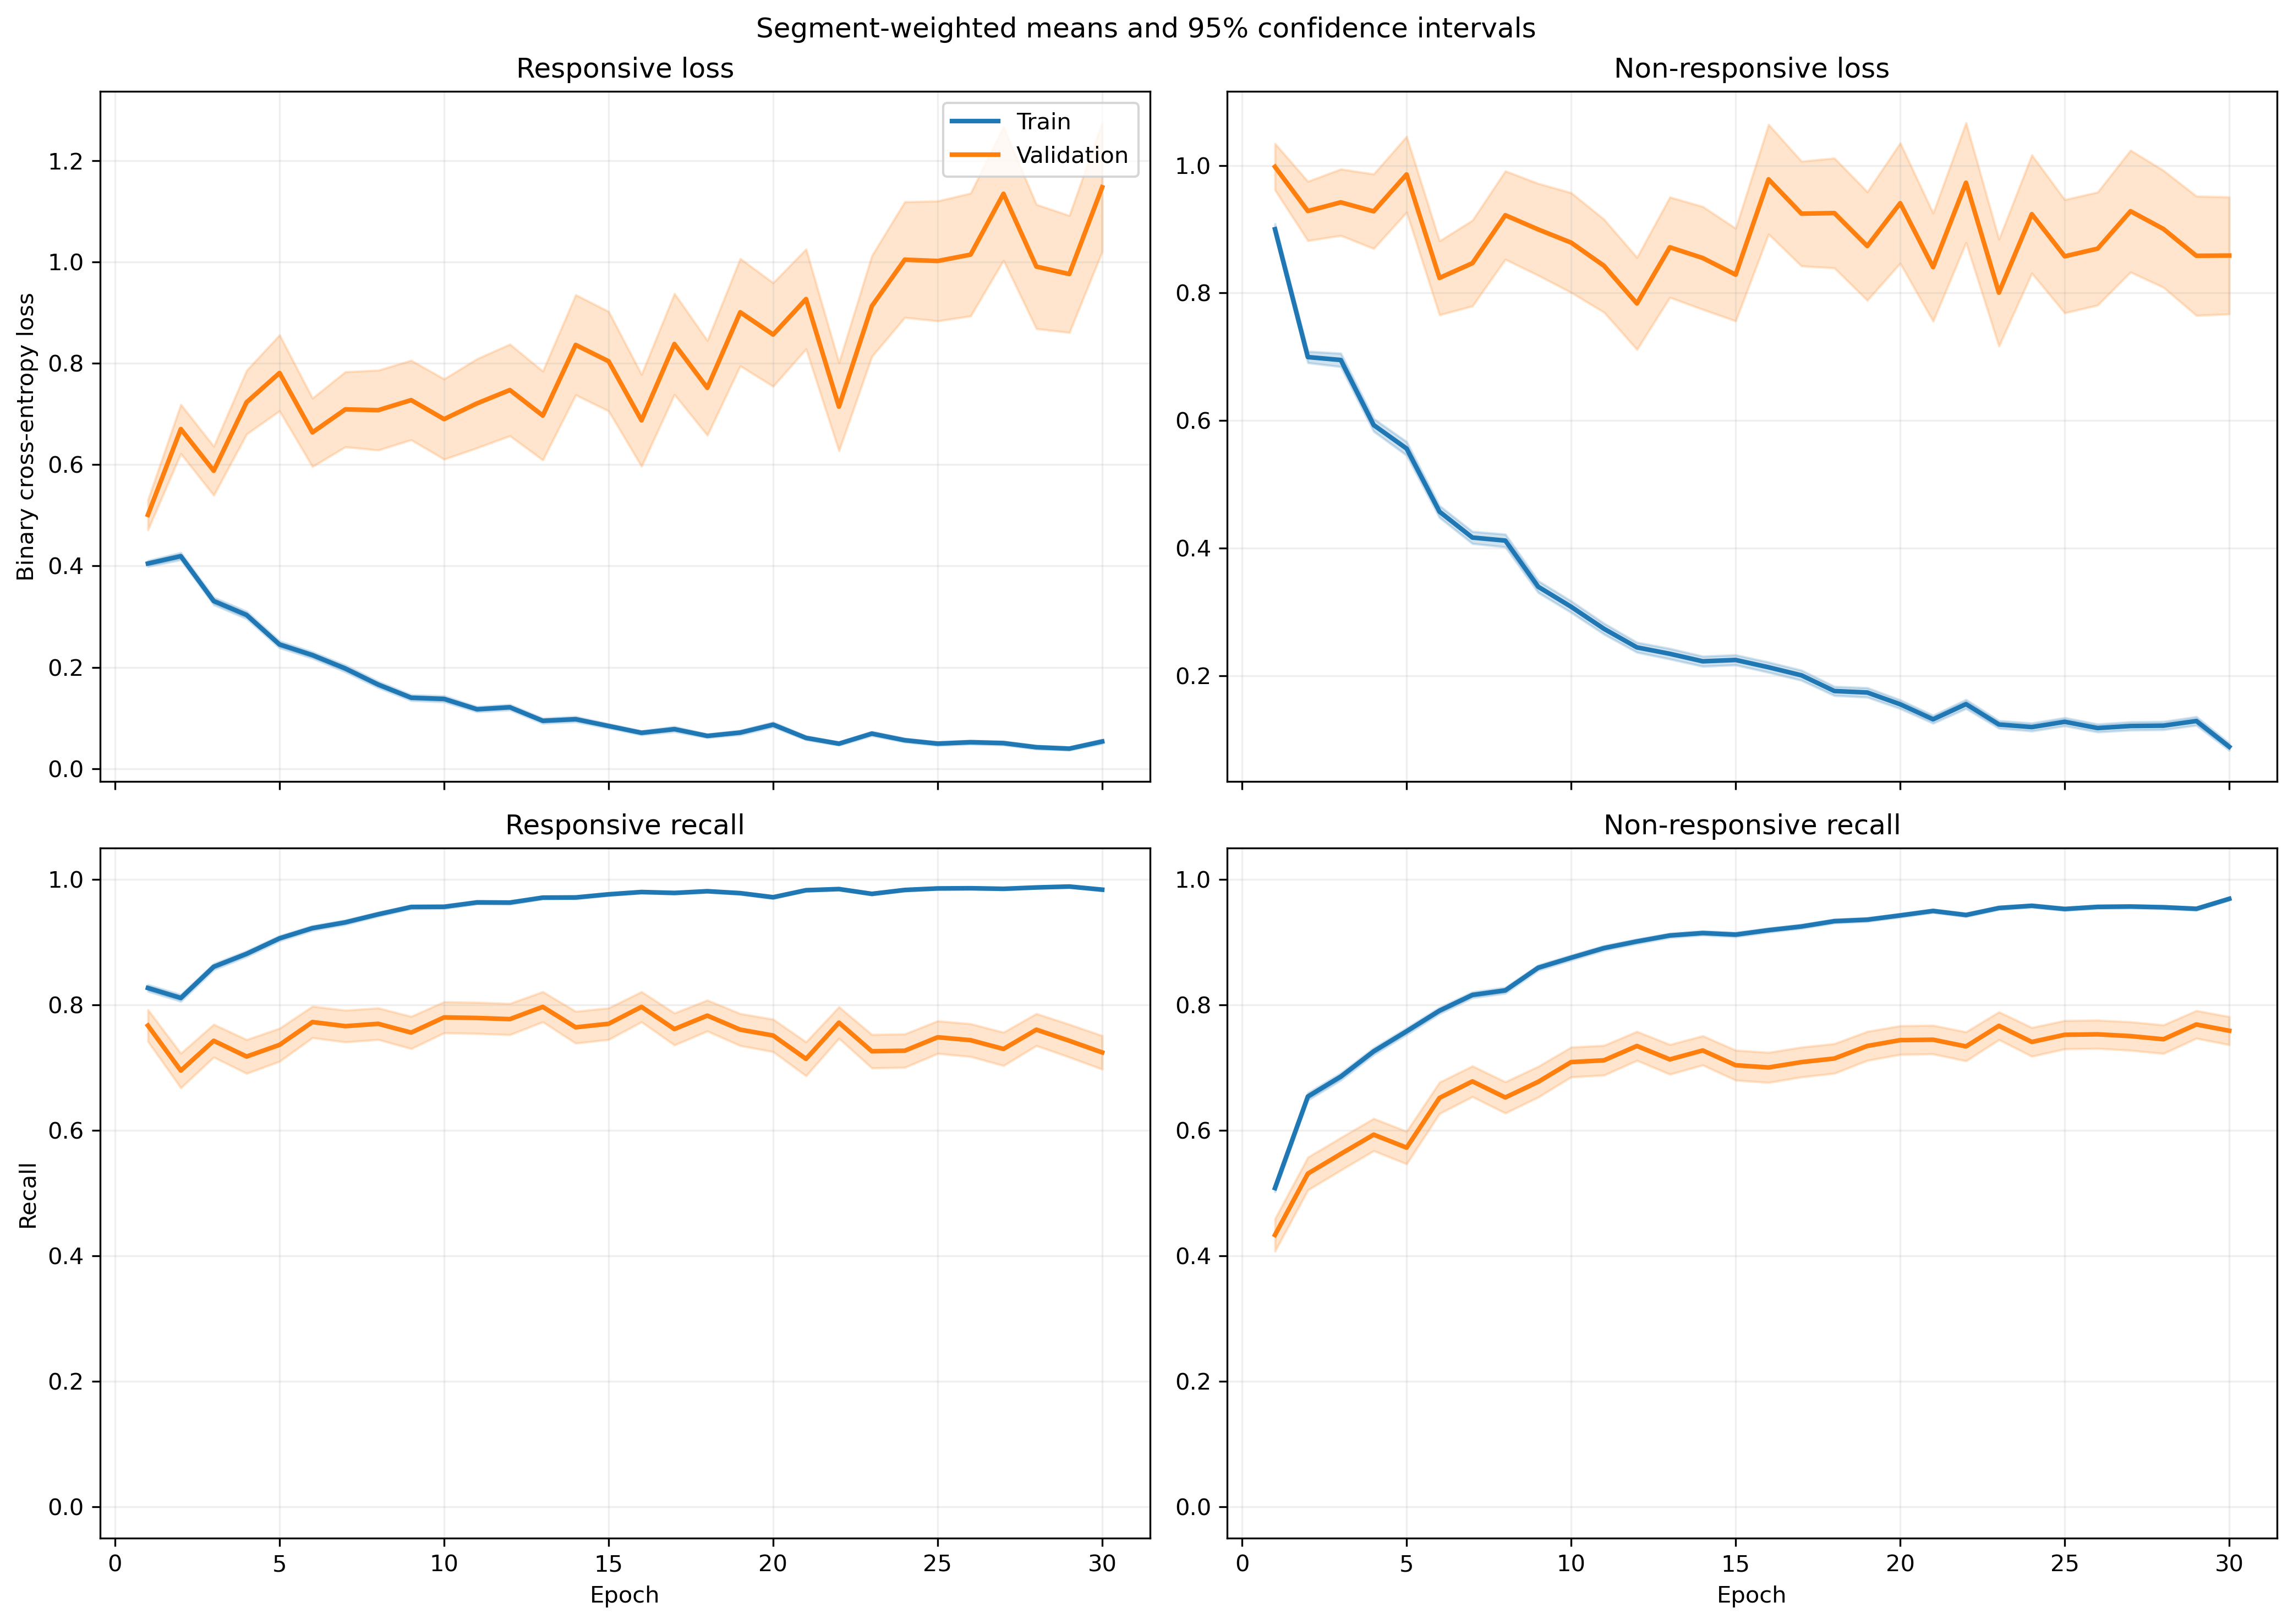 Segment-weighted means and 95% confidence intervals
Responsive loss
Non-responsive loss
Train
Validation
Binary cross-entropy loss
1.2
1.0
0.8
0.6
0.4
0.2
0.0
1.0
0.8
0.6
0.4
0.2
Responsive recall
Non-responsive recall
Recall
1.0
0.8
0.6
0.4
0.2
0.0
1.0
0.8
0.6
0.4
0.2
0.0
0 5 10 15 20 25 30
0 5 10 15 20 25 30
Epoch
Epoch